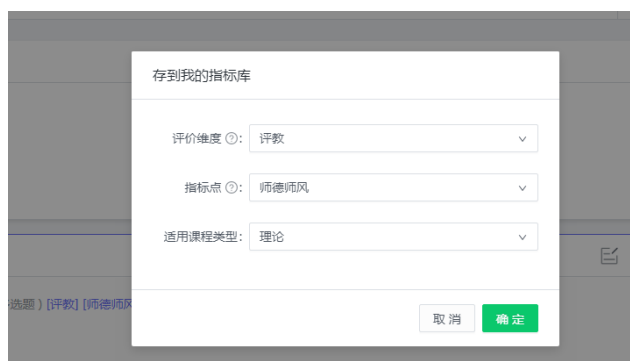 存到我的指标库
评价维度 ?: 评教
指标点 ?: 师德师风
适用课程类型: 理论
选题 ) [评教] [师德师风
取 消 确 定